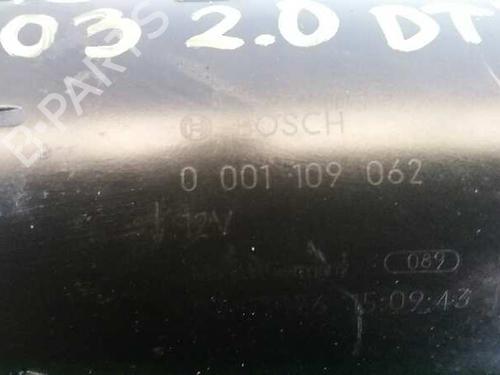 03 2.0 DT
B-PARTS
BOSCH
0 001 109 062
12V
089
15:09:43